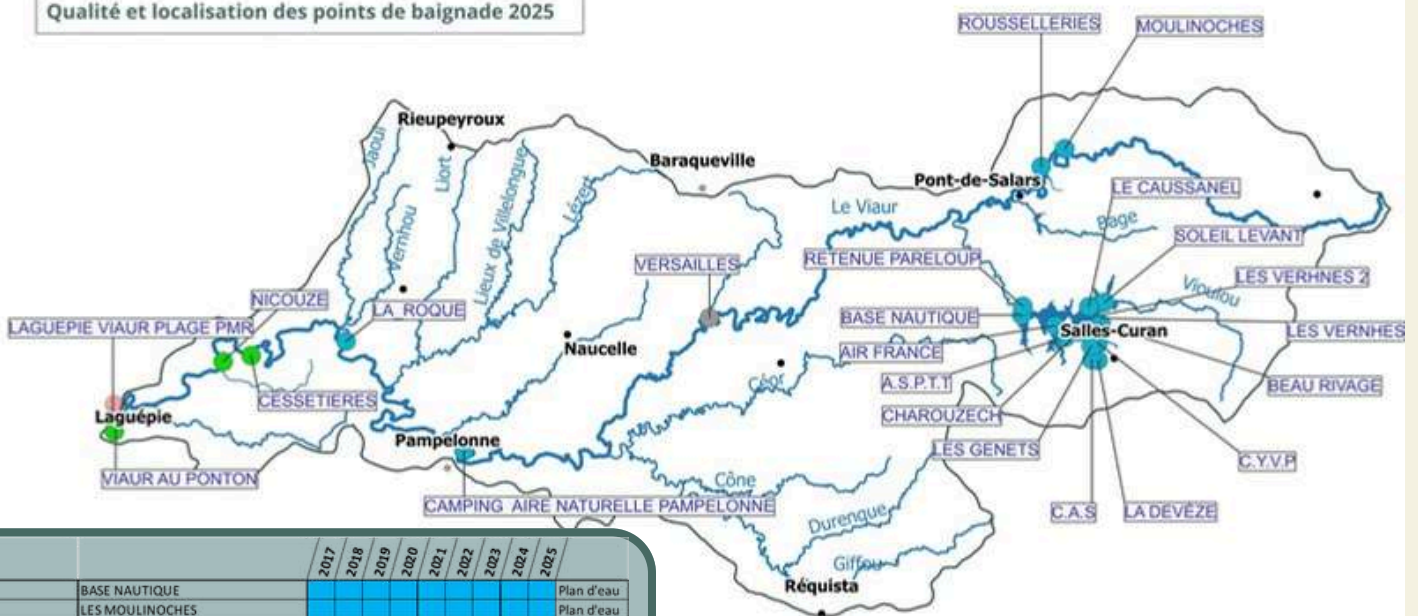 Qualité et localisation des points de baignade 2025
ROUSSELLERIES
MOULINOCHES
Rieupeyroux
Jaoul
Liort
Vernhou
Lieux de Villelongue
Lézert
Baraqueville
Pont-de-Salars
LE CAUSSANEL
Le Viaur
Bage
SOLEIL LEVANT
VERSAILLES
RETENUE PARELOUP
LES VERHNES 2
Vioulou
NICOUZE
LA_ROQUE
LAGUEPIE VIAUR PLAGE PMR
BASE NAUTIQUE
Salles-Curan
LES VERNHES
Naucelle
AIR FRANCE
Céor
A.S.P.T.T
BEAU RIVAGE
CESSETIERES
CHAROUZECH
Laguépie
Pampelonne
LES GENETS
C.Y.V.P
VIAUR AU PONTON
Cône
CAMPING AIRE NATURELLE PAMPELONNE
C.A.S
LA DEVÈZE
Durenque
Giffou
Réquista
2017 2018 2019 2020 2021 2022 2023 2024 2025
BASE NAUTIQUE Plan d'eau
LES MOULINOCHES Plan d'eau